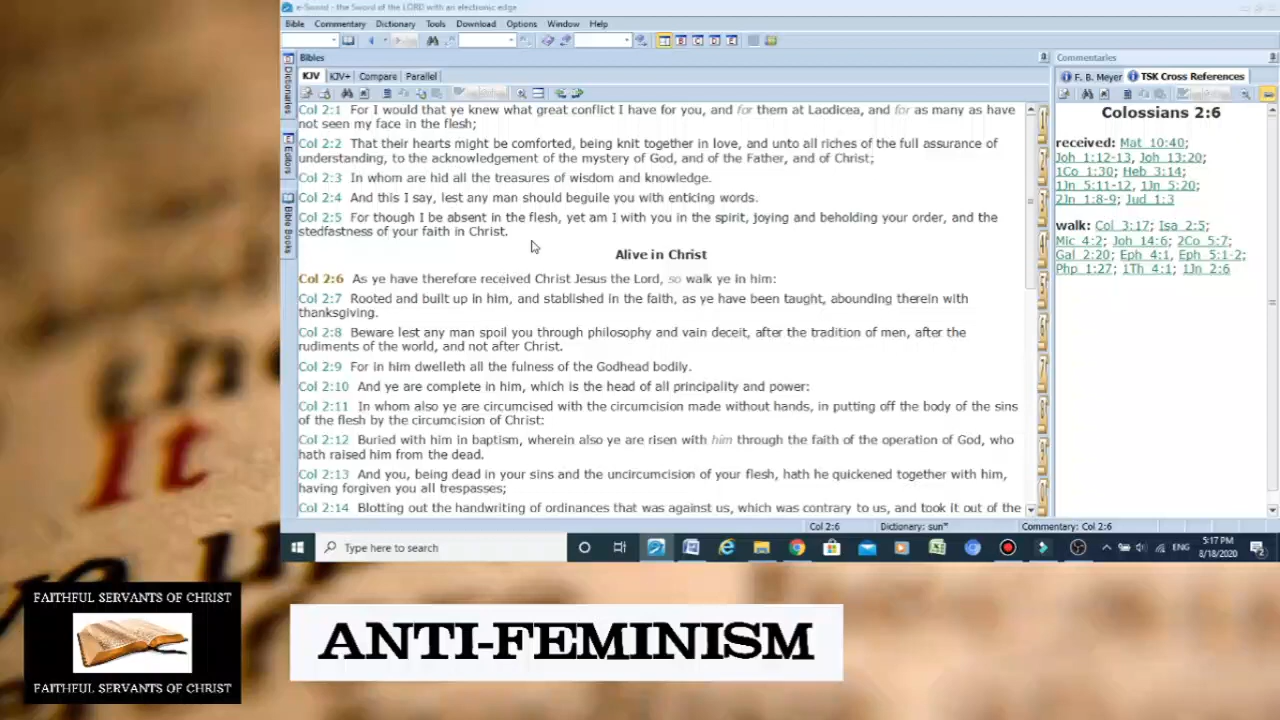 e-Sword - the Sword of the LORD with an electronic edge
Bible Commentary Dictionary Tools Download Options Window Help
Bibles
KJV KJV+ Compare Parallel
Dictionaries
Editors
Bible Books
Col 2:1 For I would that ye knew what great conflict I have for you, and for them at Laodicea, and for as many as have
not seen my face in the flesh;
Col 2:2 That their hearts might be comforted, being knit together in love, and unto all riches of the full assurance of
understanding, to the acknowledgement of the mystery of God, and of the Father, and of Christ;
Col 2:3 In whom are hid all the treasures of wisdom and knowledge.
Col 2:4 And this I say, lest any man should beguile you with enticing words.
Col 2:5 For though I be absent in the flesh, yet am I with you in the spirit, joying and beholding your order, and the
stedfastness of your faith in Christ.
Alive in Christ
Col 2:6 As ye have therefore received Christ Jesus the Lord, so walk ye in him:
Col 2:7 Rooted and built up in him, and stablished in the faith, as ye have been taught, abounding therein with
thanksgiving.
Col 2:8 Beware lest any man spoil you through philosophy and vain deceit, after the tradition of men, after the
rudiments of the world, and not after Christ.
Col 2:9 For in him dwelleth all the fulness of the Godhead bodily.
Col 2:10 And ye are complete in him, which is the head of all principality and power:
Col 2:11 In whom also ye are circumcised with the circumcision made without hands, in putting off the body of the sins
of the flesh by the circumcision of Christ:
Col 2:12 Buried with him in baptism, wherein also ye are risen with him through the faith of the operation of God, who
hath raised him from the dead.
Col 2:13 And you, being dead in your sins and the uncircumcision of your flesh, hath he quickened together with him,
having forgiven you all trespasses;
Col 2:14 Blotting out the handwriting of ordinances that was against us, which was contrary to us, and took it out of the
Commentaries
F. B. Meyer TSK Cross References
Colossians 2:6
received: Mat 10:40;
Joh 1:12-13, Joh 13:20;
1Co 1:30; Heb 3:14;
1Jn 5:11-12, 1Jn 5:20;
2Jn 1:8-9; Jud 1:3
walk: Col 3:17; Isa 2:5;
Mic 4:2; Joh 14:6; 2Co 5:7;
Gal 2:20; Eph 4:1, Eph 5:1-2;
Php 1:27; 1Th 4:1; 1Jn 2:6
Col 2:6 Dictionary: sun* Commentary: Col 2:6
Type here to search
ENG
5:17 PM
8/18/2020
It
FAITHFUL SERVANTS OF CHRIST
FAITHFUL SERVANTS OF CHRIST
ANTI-FEMINISM